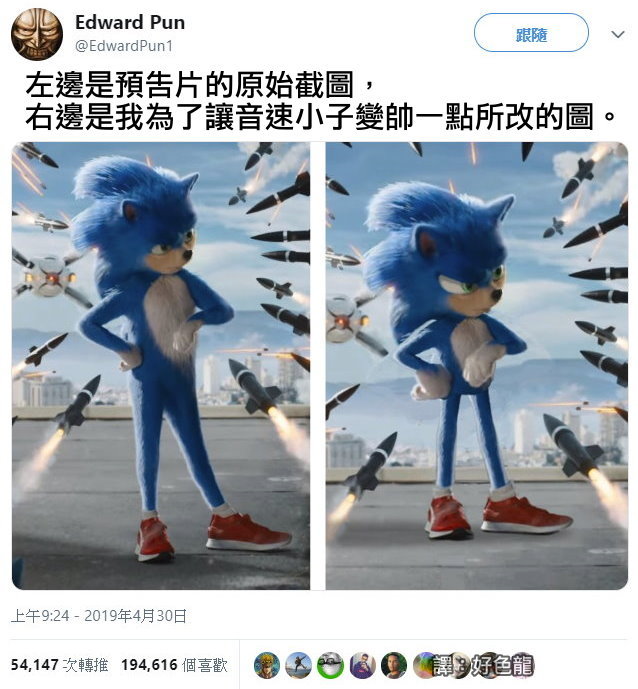 Edward Pun
@EdwardPun1
跟隨
左邊是預告片的原始截圖，
右邊是我為了讓音速小子變帥一點所改的圖。
上午9:24 - 2019年4月30日
54,147 次轉推 194,616 個喜歡
譯：好色龍